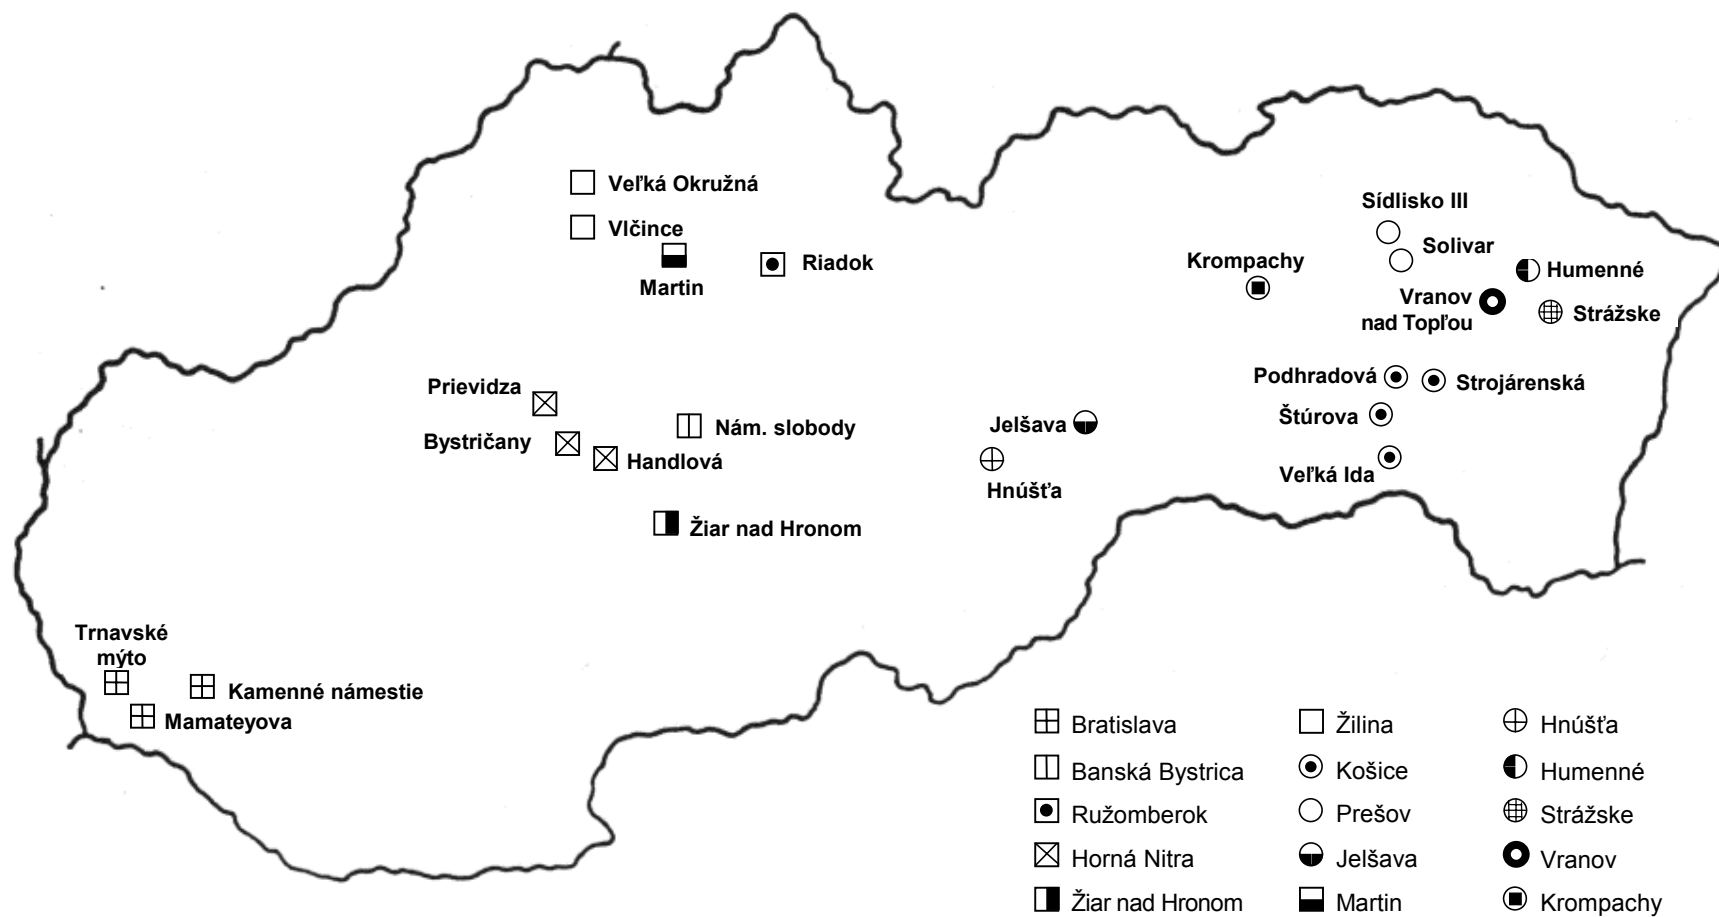 Veľká Okružná
Vlčince
Martin
Riadok
Sídlisko III
Solivar
Krompachy
Humenné
Vranov
nad Topľou
Strážske
Prievidza
Bystričany
Handlová
Nám. slobody
Žiar nad Hronom
Jelšava
Hnúšťa
Podhradová
Strojárenská
Štúrova
Veľká Ida
Trnavské
mýto
Kamenné námestie
Mamateyova
Bratislava
Banská Bystrica
Ružomberok
Horná Nitra
Žiar nad Hronom
Žilina
Košice
Prešov
Jelšava
Martin
Hnúšťa
Humenné
Strážske
Vranov
Krompachy